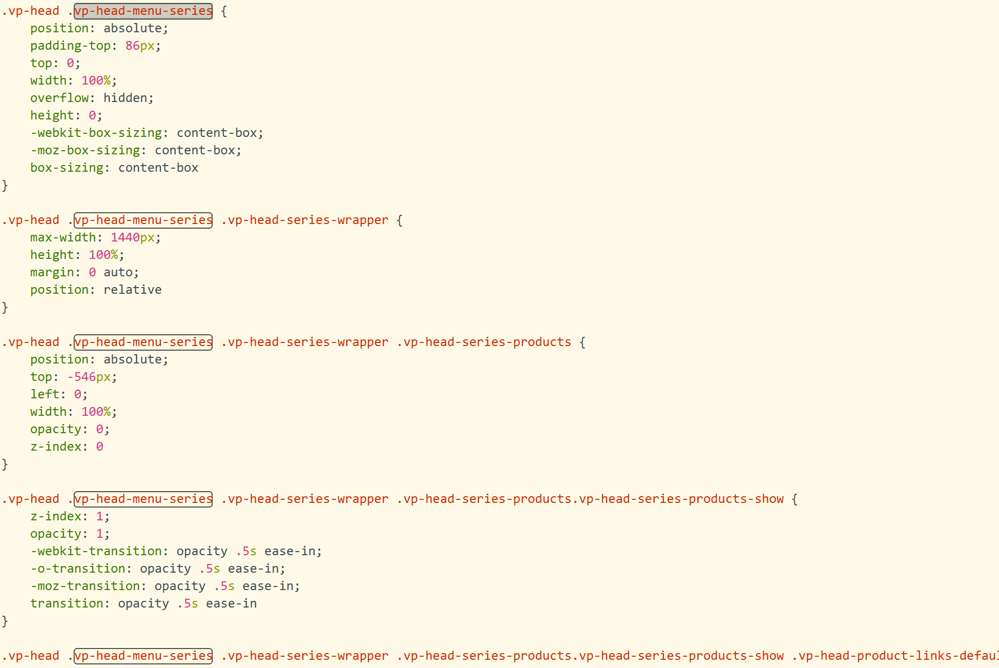 .vp-head .vp-head-menu-series {
    position: absolute;
    padding-top: 86px;
    top: 0;
    width: 100%;
    overflow: hidden;
    height: 0;
    -webkit-box-sizing: content-box;
    -moz-box-sizing: content-box;
    box-sizing: content-box
}

.vp-head .vp-head-menu-series .vp-head-series-wrapper {
    max-width: 1440px;
    height: 100%;
    margin: 0 auto;
    position: relative
}

.vp-head .vp-head-menu-series .vp-head-series-wrapper .vp-head-series-products {
    position: absolute;
    top: -546px;
    left: 0;
    width: 100%;
    opacity: 0;
    z-index: 0
}

.vp-head .vp-head-menu-series .vp-head-series-wrapper .vp-head-series-products.vp-head-series-products-show {
    z-index: 1;
    opacity: 1;
    -webkit-transition: opacity .5s ease-in;
    -o-transition: opacity .5s ease-in;
    -moz-transition: opacity .5s ease-in;
    transition: opacity .5s ease-in
}

.vp-head .vp-head-menu-series .vp-head-series-wrapper .vp-head-series-products.vp-head-series-products-show .vp-head-product-links-defaul